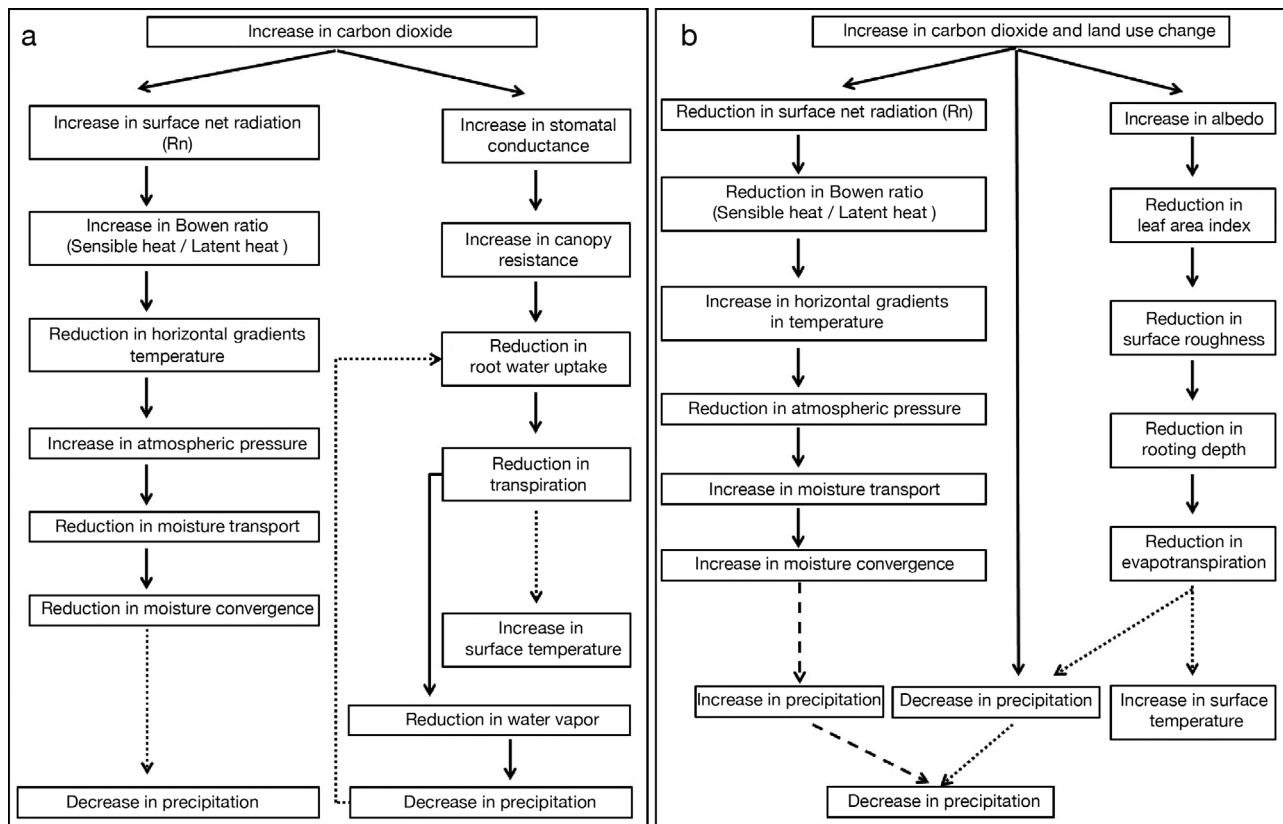 a
Increase in carbon dioxide
Increase in surface net radiation
(Rn)
Increase in Bowen ratio
(Sensible heat / Latent heat )
Reduction in horizontal gradients
temperature
Increase in atmospheric pressure
Reduction in moisture transport
Reduction in moisture convergence
Decrease in precipitation
Increase in stomatal
conductance
Increase in canopy
resistance
Reduction in
root water uptake
Reduction in
transpiration
Increase in
surface temperature
Reduction in water vapor
Decrease in precipitation
b
Increase in carbon dioxide and land use change
Reduction in surface net radiation (Rn)
Reduction in Bowen ratio
(Sensible heat / Latent heat )
Increase in horizontal gradients
in temperature
Reduction in atmospheric pressure
Increase in moisture transport
Increase in moisture convergence
Increase in precipitation
Decrease in precipitation
Increase in albedo
Reduction in
leaf area index
Reduction in
surface roughness
Reduction in
rooting depth
Reduction in
evapotranspiration
Increase in surface
temperature
Decrease in precipitation